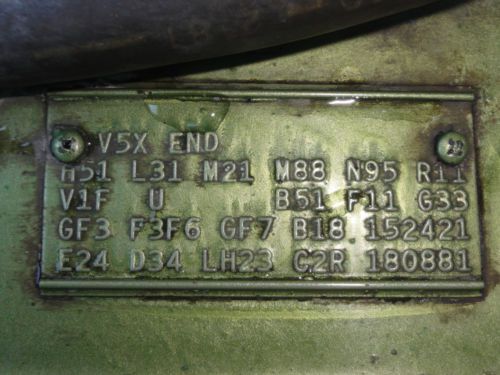 V5X END
H51 L31 M21 M88 N95 R11
V1F U B51 F11 G33
GF3 F3F6 GF7 B18 152421
E24 D34 LH23 C2R 180881